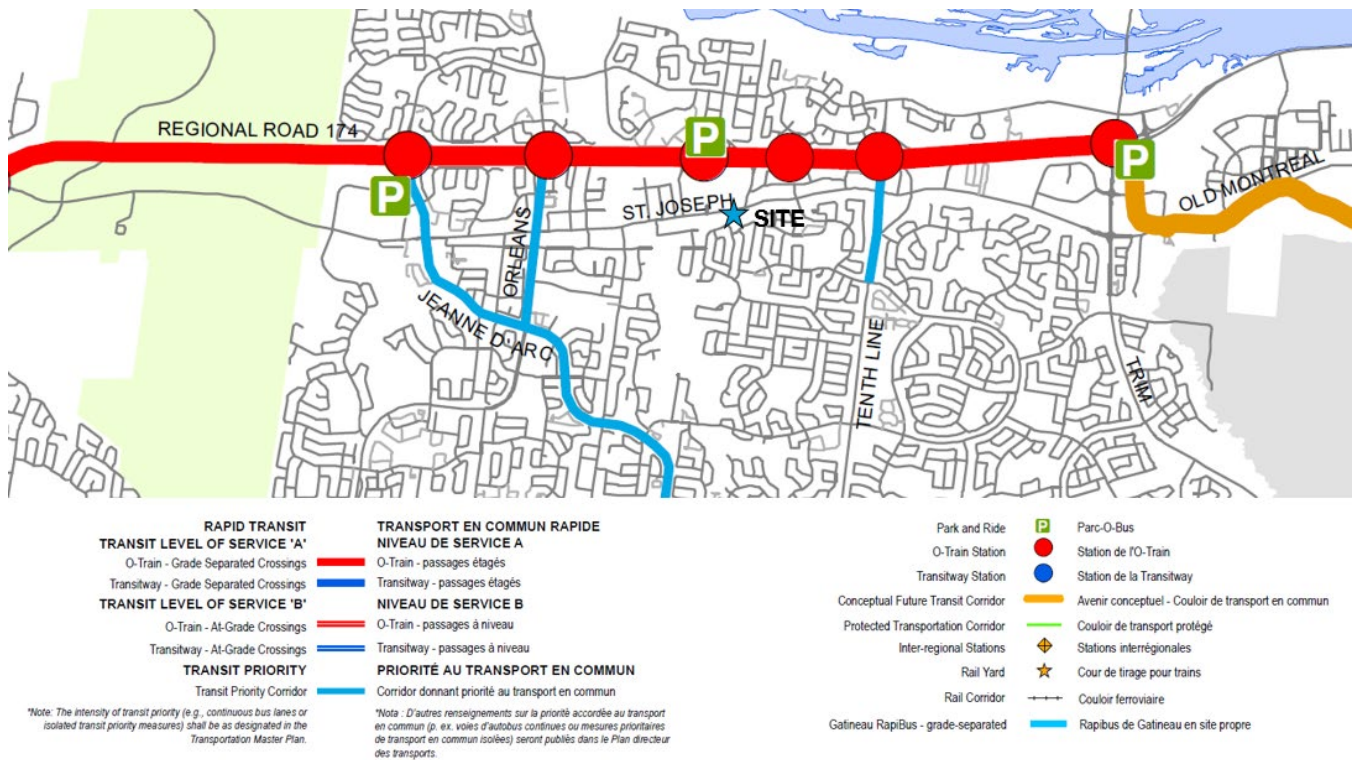 REGIONAL ROAD 174
P
P
P
OLD MONTREAL
ST. JOSEPH
SITE
ORLEANS
JEANNE D'ARC
TENTH LINE
TRIM
RAPID TRANSIT
TRANSIT LEVEL OF SERVICE 'A'
O-Train - Grade Separated Crossings
Transitway - Grade Separated Crossings
TRANSIT LEVEL OF SERVICE 'B'
O-Train - At-Grade Crossings
Transitway - At-Grade Crossings
TRANSIT PRIORITY
Transit Priority Corridor
*Note: The intensity of transit priority (e.g., continuous bus lanes or
isolated transit priority measures) shall be as designated in the
Transportation Master Plan.
TRANSPORT EN COMMUN RAPIDE
NIVEAU DE SERVICE A
O-Train - passages étagés
Transitway - passages étagés
NIVEAU DE SERVICE B
O-Train - passages à niveau
Transitway - passages à niveau
PRIORITÉ AU TRANSPORT EN COMMUN
Corridor donnant priorité au transport en commun
*Nota : D'autres renseignements sur la priorité accordée au transport
en commun (p. ex. voies d'autobus continues ou mesures prioritaires
de transport en commun isolées) seront publiés dans le Plan directeur
des transports.
Park and Ride P Parc-O-Bus
O-Train Station Station de l'O-Train
Transitway Station Station de la Transitway
Conceptual Future Transit Corridor Avenir conceptuel - Couloir de transport en commun
Protected Transportation Corridor Couloir de transport protégé
Inter-regional Stations Stations interrégionales
Rail Yard Cour de tirage pour trains
Rail Corridor Couloir ferroviaire
Gatineau RapiBus - grade-separated Rapibus de Gatineau en site propre